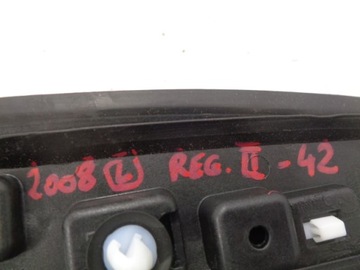 2008 (L) REG. II - 42